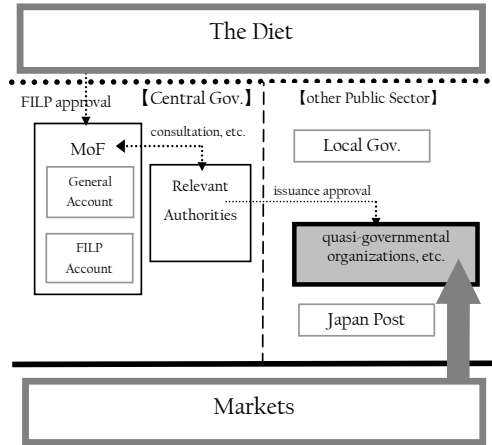 The Diet
FILP approval
【Central Gov.】
【other Public Sector】
consultation, etc.
MoF
Local Gov.
General
Account
Relevant
Authorities
issuance approval
FILP
Account
quasi-governmental
organizations, etc.
Japan Post
Markets